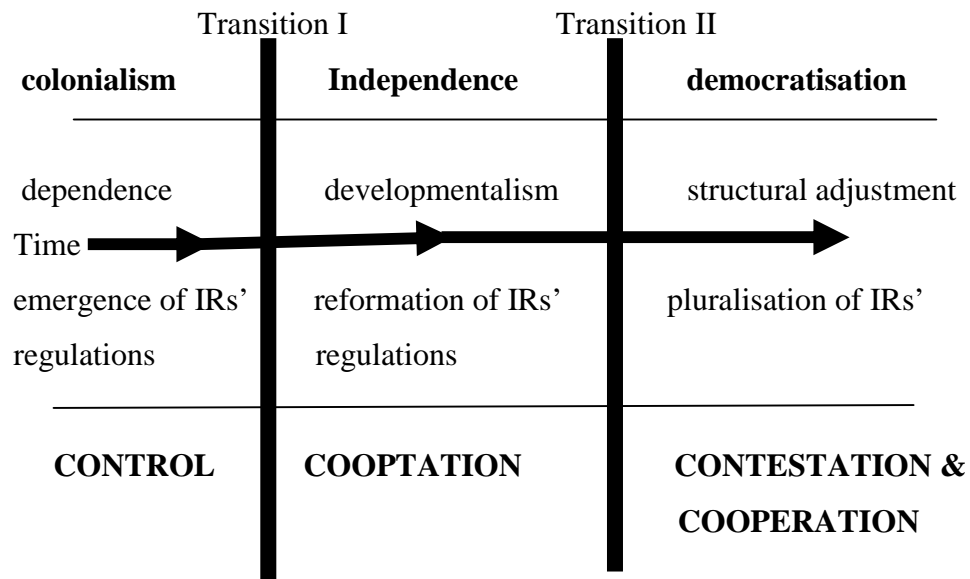 Transition I Transition II
colonialism Independence democratisation
dependence developmentalism structural adjustment
Time
emergence of IRs’ reformation of IRs’ pluralisation of IRs’
regulations regulations
CONTROL COOPTATION CONTESTATION &
COOPERATION